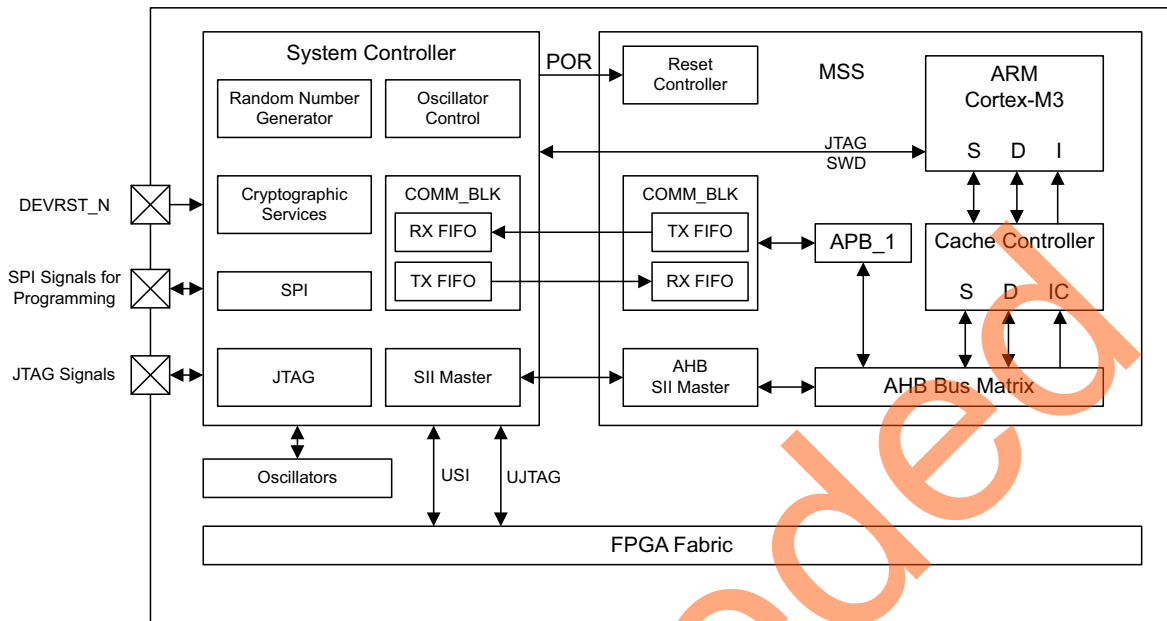 System Controller
Random Number
Generator
Oscillator
Control
Cryptographic
Services
COMM_BLK
RX FIFO
TX FIFO
SPI
JTAG
SII Master
DEVRST_N
SPI Signals for
Programming
JTAG Signals
POR
MSS
Reset
Controller
ARM
Cortex-M3
S D I
JTAG
SWD
COMM_BLK
TX FIFO
RX FIFO
APB_1
Cache Controller
S D IC
AHB
SII Master
AHB Bus Matrix
Oscillators
USI
UJTAG
FPGA Fabric
ded